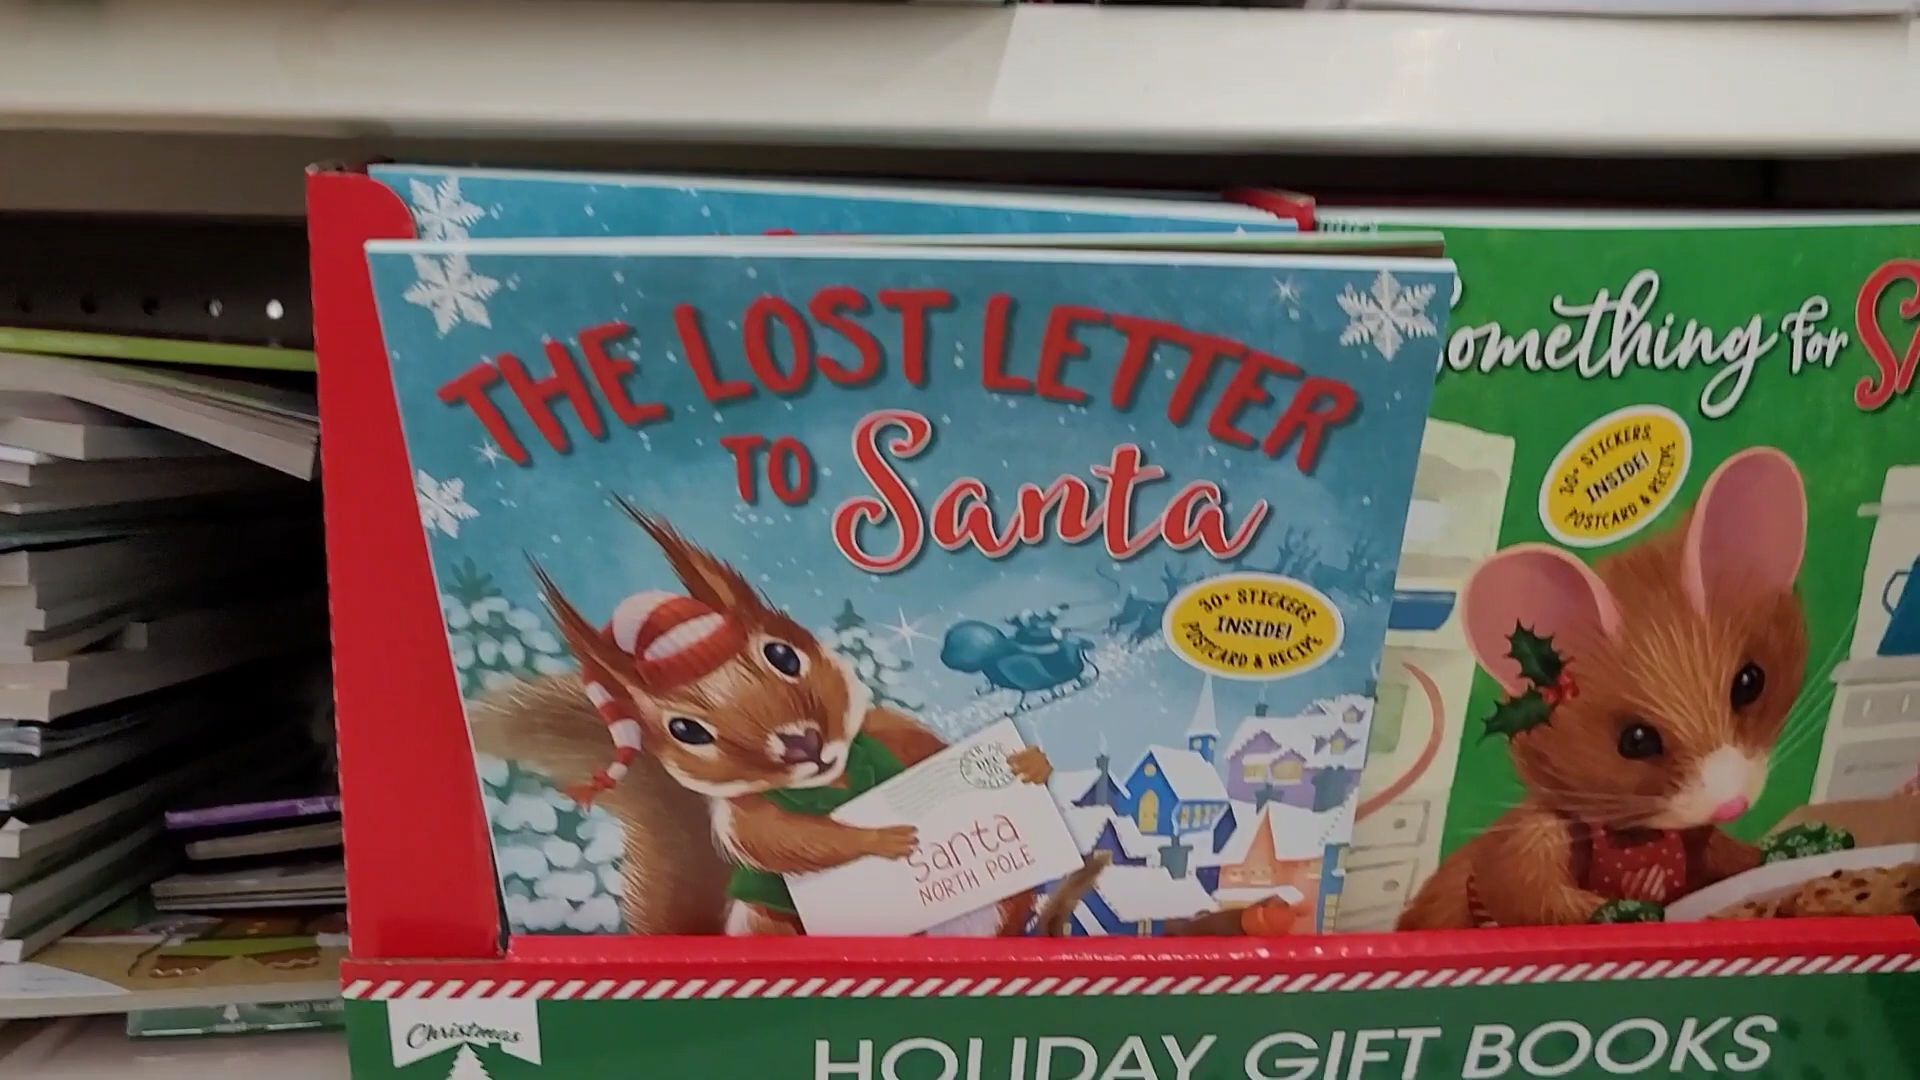 THE LOST LETTER
TO Santa
30+ STICKERS,
INSIDE!
POSTCARD & RECIPE
Santa
NORTH POLE
omething for
30+ STICKERS,
INSIDE!
POSTCARD & RECIPE
Christmas
HOLIDAY GIFT BOOKS